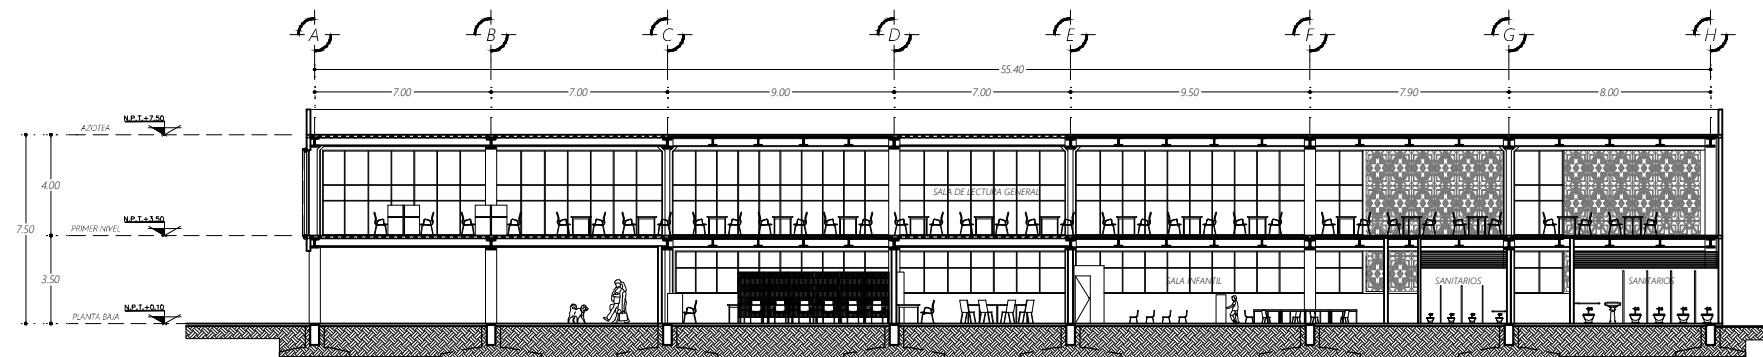 A B C D E F G H
55.40
7.00 7.00 9.00 7.00 9.50 7.90 8.00
N.P.T.+7.50
AZOTEA
4.00
SALA DE LECTURA GENERAL
N.P.T.+3.50
7.50
PRIMER NIVEL
3.50
SALA INFANTIL
SANITARIOS
SANITARIOS
N.P.T.+0.10
PLANTA BAJA